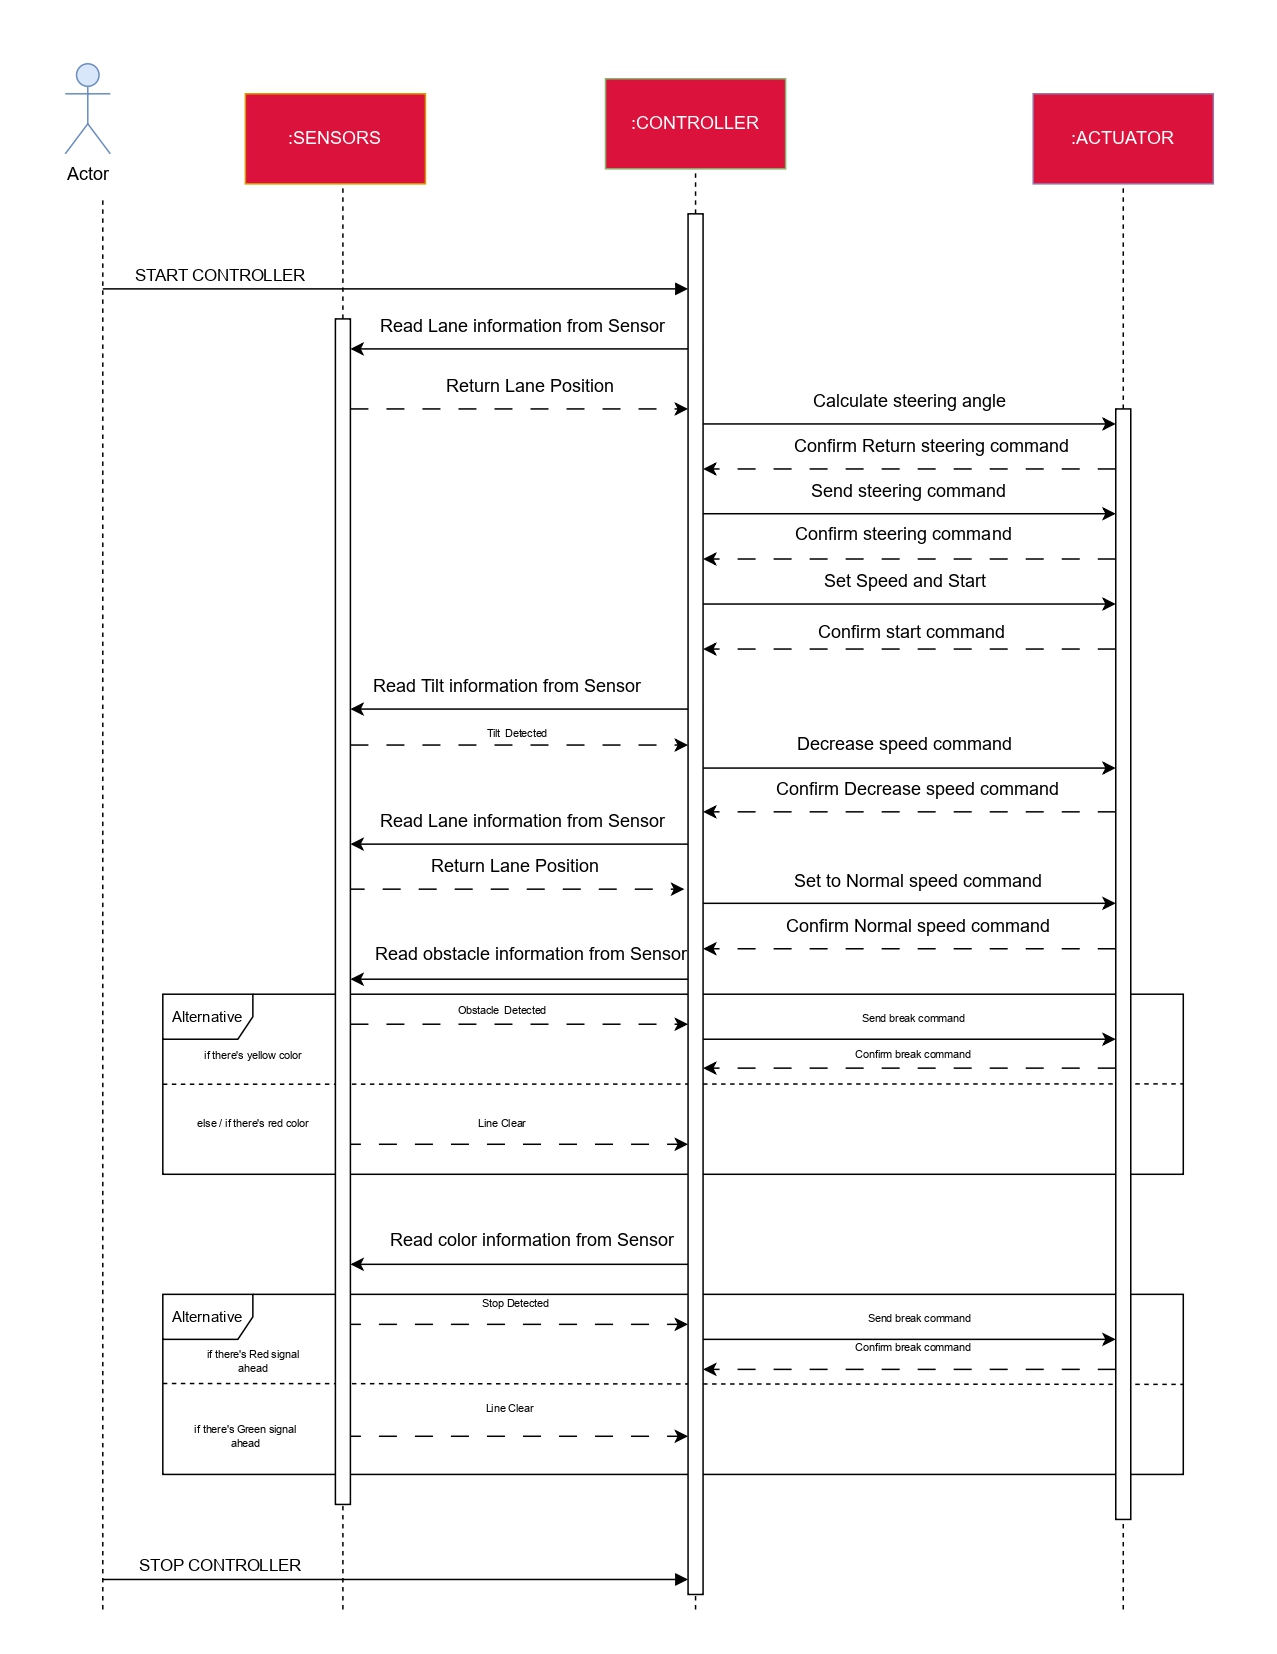 Actor
:SENSORS
:CONTROLLER
:ACTUATOR
START CONTROLLER
Read Lane information from Sensor
Return Lane Position
Calculate steering angle
Confirm Return steering command
Send steering command
Confirm steering command
Set Speed and Start
Confirm start command
Read Tilt information from Sensor
Tilt  Detected
Decrease speed command
Confirm Decrease speed command
Read Lane information from Sensor
Return Lane Position
Set to Normal speed command
Confirm Normal speed command
Read obstacle information from Sensor
Alternative
Obstacle  Detected
Send break command
if there's yellow color
Confirm break command
else / if there's red color
Line Clear
Read color information from Sensor
Alternative
Stop Detected
Send break command
if there's Red signal
ahead
Confirm break command
Line Clear
if there's Green signal
ahead
STOP CONTROLLER